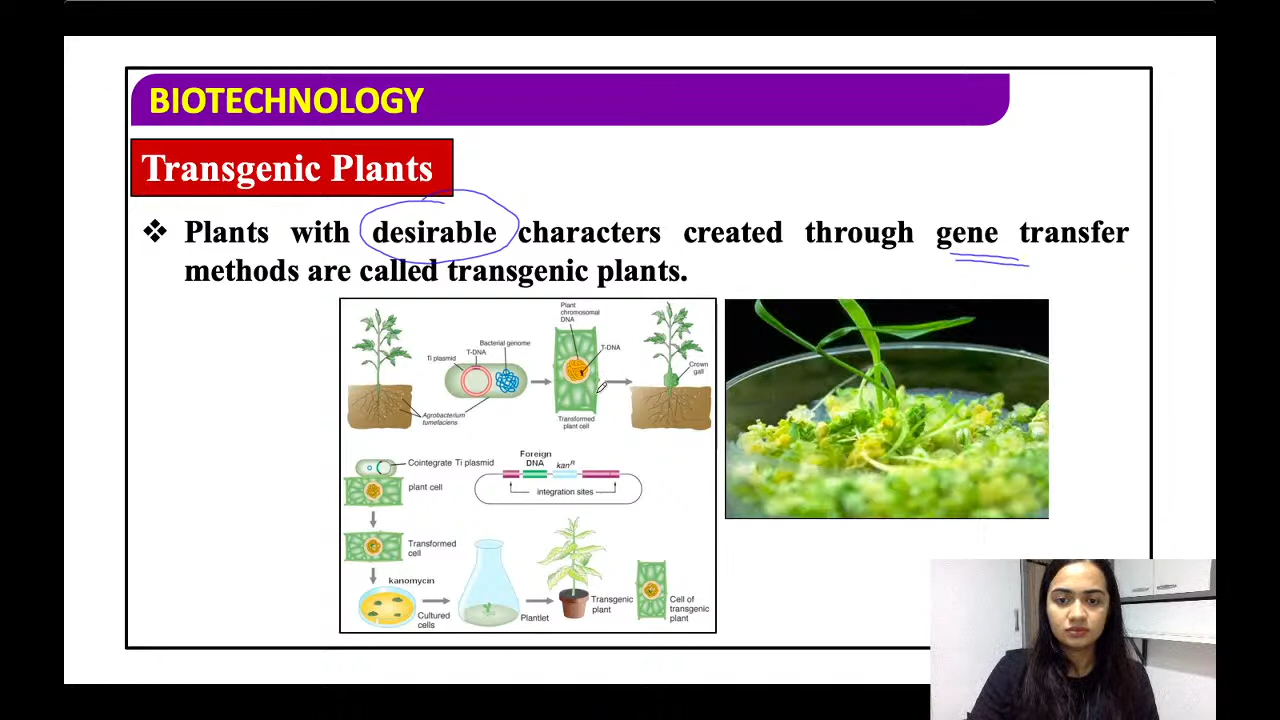 BIOTECHNOLOGY
Transgenic Plants
❖ Plants with desirable characters created through gene transfer
methods are called transgenic plants.
Plant
chromosomal
DNA
T-DNA
Bacterial genome
T-DNA
Ti plasmid
Crown
gall
Agrobacterium
tumefaciens
Transformed
plant cell
Cointegrate Ti plasmid
plant cell
Foreign
DNA
kanR
integration sites
Transformed
cell
kanomycin
Cultured
cells
Plantlet
Transgenic
plant
Cell of
transgenic
plant